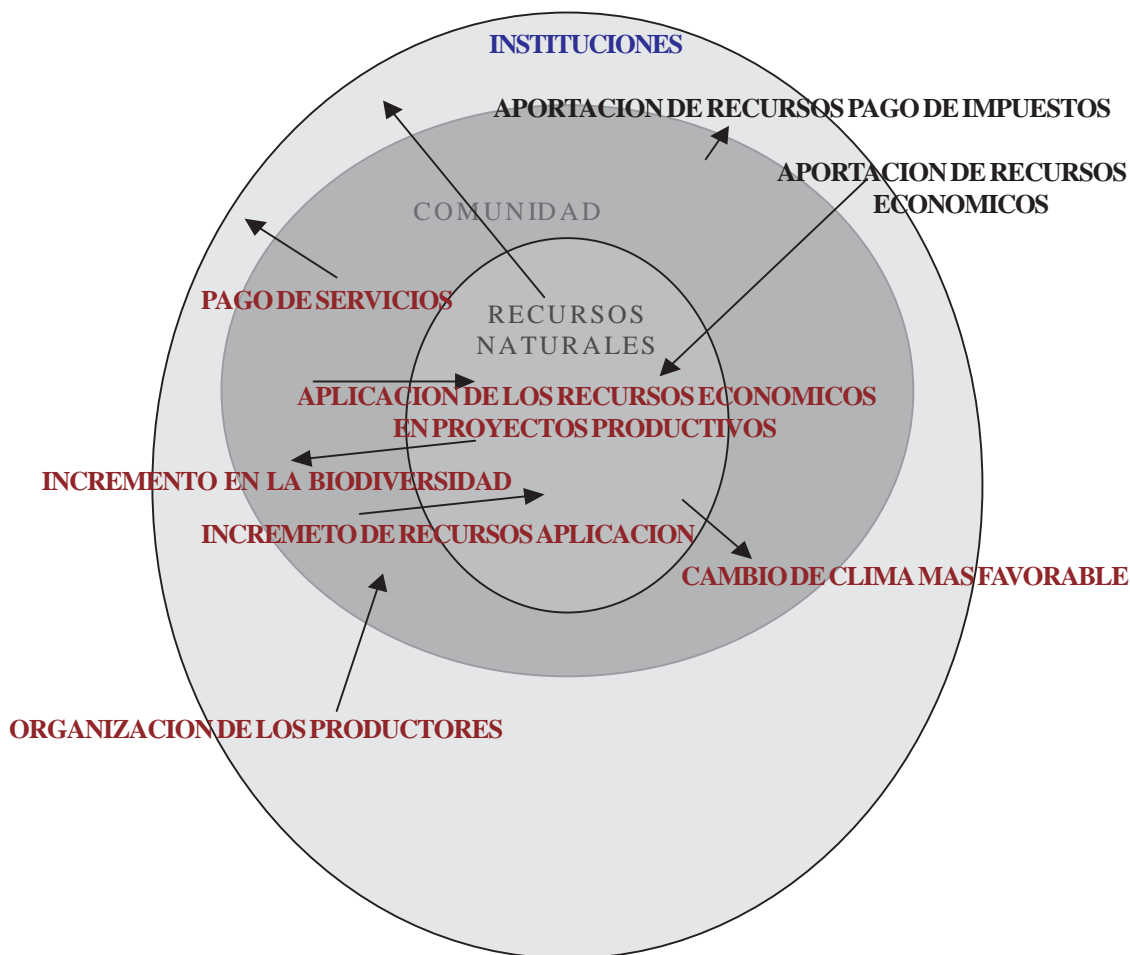 INSTITUCIONES
APORTACION DE RECURSOS PAGO DE IMPUESTOS
APORTACION DE RECURSOS
ECONOMICOS
COMUNIDAD
PAGO DE SERVICIOS
RECURSOS
NATURALES
APLICACION DE LOS RECURSOS ECONOMICOS
EN PROYECTOS PRODUCTIVOS
INCREMENTO EN LA BIODIVERSIDAD
INCREMETO DE RECURSOS APLICACION
CAMBIO DE CLIMA MAS FAVORABLE
ORGANIZACION DE LOS PRODUCTORES